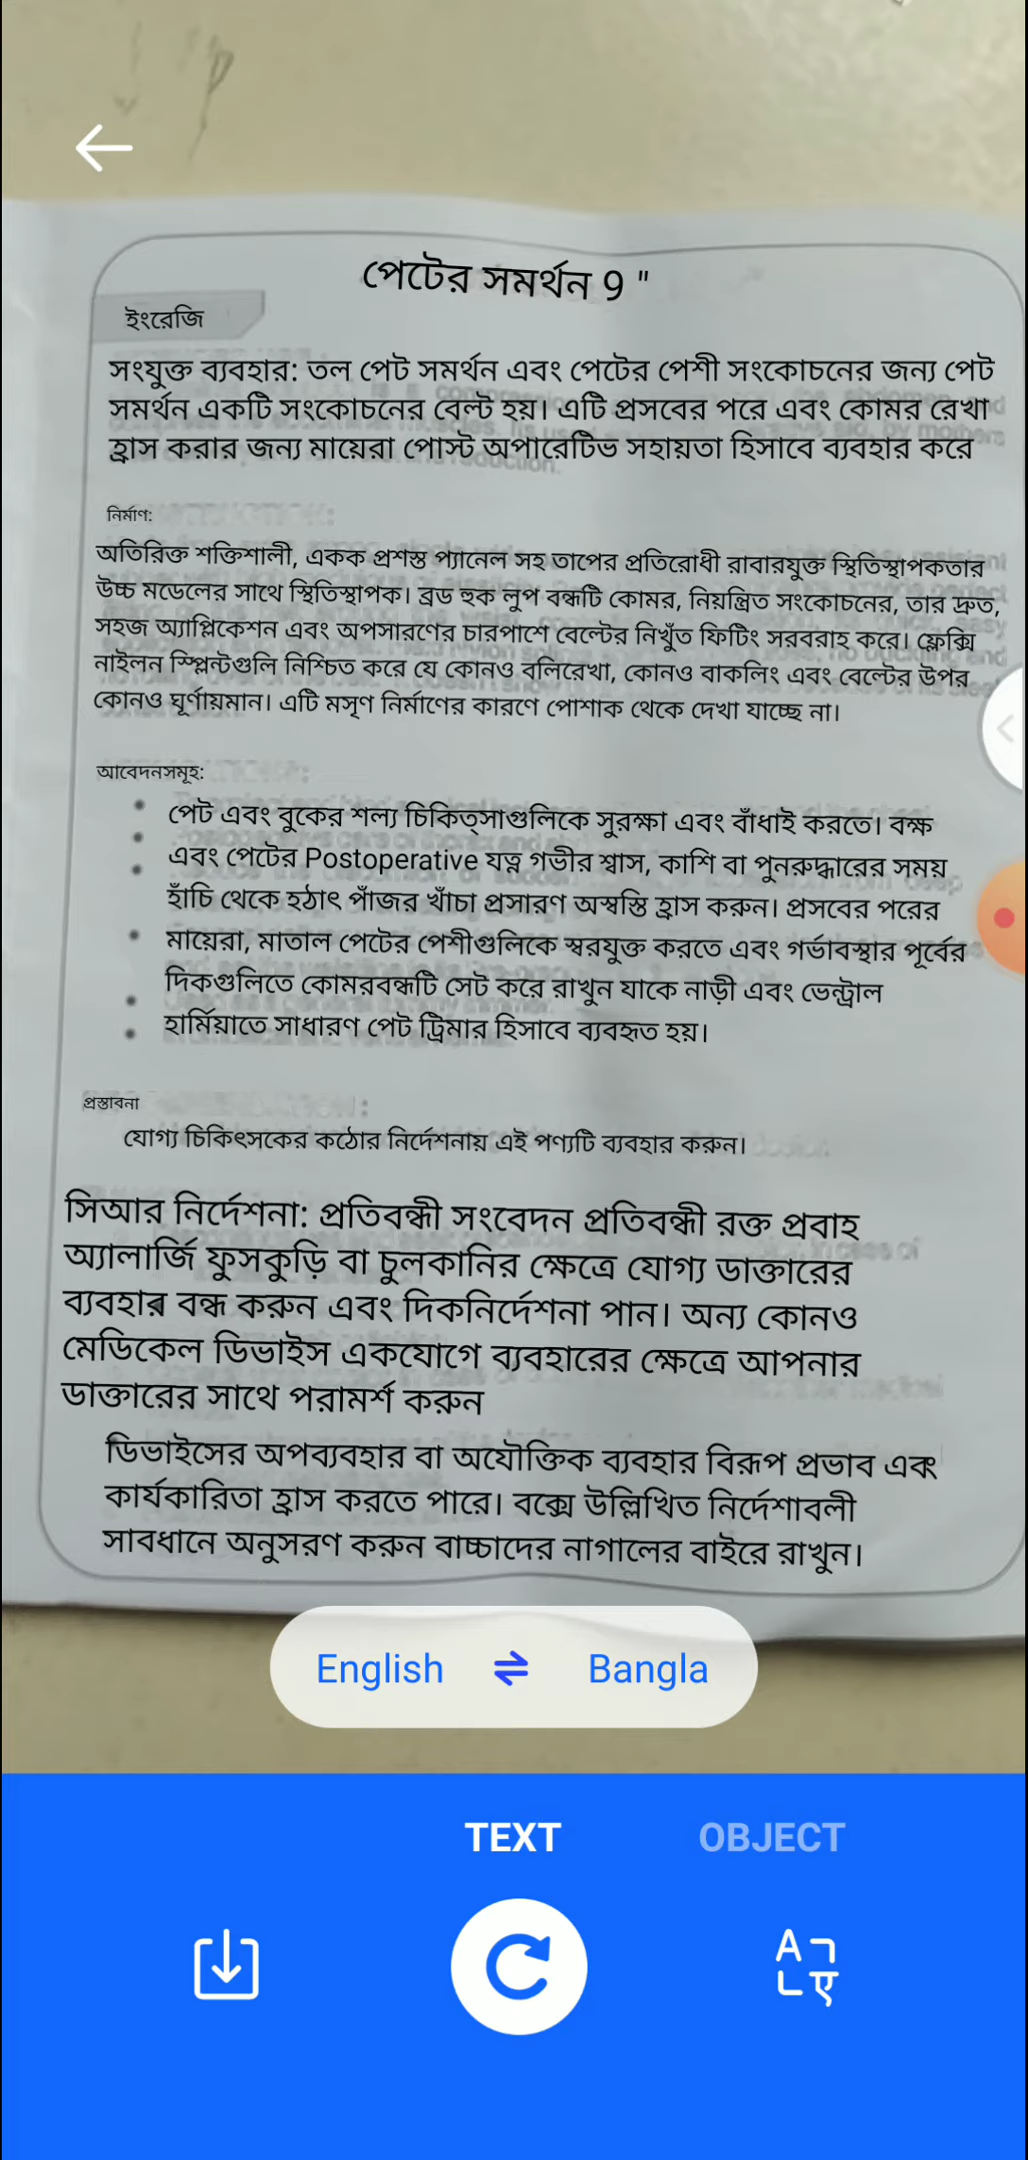 পেটের সমর্থন 9 "
ইংরেজি
সংযুক্ত ব্যবহার: তল পেট সমর্থন এবং পেটের পেশী সংকোচনের জন্য পেট
সমর্থন একটি সংকোচনের বেল্ট হয়। এটি প্রসবের পরে এবং কোমর রেখা
হ্রাস করার জন্য মায়েরা পোস্ট অপারেটিভ সহায়তা হিসাবে ব্যবহার করে
নির্মাণ:
অতিরিক্ত শক্তিশালী, একক প্রশস্ত প্যানেল সহ তাপের প্রতিরোধী রাবারযুক্ত স্থিতিস্থাপকতার
উচ্চ মডেলের সাথে স্থিতিস্থাপক। ব্রড হুক লুপ বন্ধটি কোমর, নিয়ন্ত্রিত সংকোচনের, তার দ্রুত,
সহজ অ্যাপ্লিকেশন এবং অপসারণের চারপাশে বেল্টের নিখুঁত ফিটিং সরবরাহ করে। ফ্লেক্সি
নাইলন স্প্লিন্টগুলি নিশ্চিত করে যে কোনও বলিরেখা, কোনও বাকলিং এবং বেল্টের উপর
কোনও ঘূর্ণায়মান। এটি মসৃণ নির্মাণের কারণে পোশাক থেকে দেখা যাচ্ছে না।
আবেদনসমূহ:
পেট এবং বুকের শল্য চিকিত্সাগুলিকে সুরক্ষা এবং বাঁধাই করতে। বক্ষ
এবং পেটের Postoperative যত্ন গভীর শ্বাস, কাশি বা পুনরুদ্ধারের সময়
হাঁচি থেকে হঠাৎ পাঁজর খাঁচা প্রসারণ অস্বস্তি হ্রাস করুন। প্রসবের পরের
মায়েরা, মাতাল পেটের পেশীগুলিকে স্বরযুক্ত করতে এবং গর্ভাবস্থার পূর্বের
দিকগুলিতে কোমরবন্ধটি সেট করে রাখুন যাকে নাড়ী এবং ভেন্ট্রাল
হার্মিয়াতে সাধারণ পেট ট্রিমার হিসাবে ব্যবহৃত হয়।
প্রস্তাবনা
যোগ্য চিকিৎসকের কঠোর নির্দেশনায় এই পণ্যটি ব্যবহার করুন।
সিআর নির্দেশনা: প্রতিবন্ধী সংবেদন প্রতিবন্ধী রক্ত প্রবাহ
অ্যালার্জি ফুসকুড়ি বা চুলকানির ক্ষেত্রে যোগ্য ডাক্তারের
ব্যবহার বন্ধ করুন এবং দিকনির্দেশনা পান। অন্য কোনও
মেডিকেল ডিভাইস একযোগে ব্যবহারের ক্ষেত্রে আপনার
ডাক্তারের সাথে পরামর্শ করুন
ডিভাইসের অপব্যবহার বা অযৌক্তিক ব্যবহার বিরূপ প্রভাব এবং
কার্যকারিতা হ্রাস করতে পারে। বক্সে উল্লিখিত নির্দেশাবলী
সাবধানে অনুসরণ করুন বাচ্চাদের নাগালের বাইরে রাখুন।
English Bangla
TEXT OBJECT